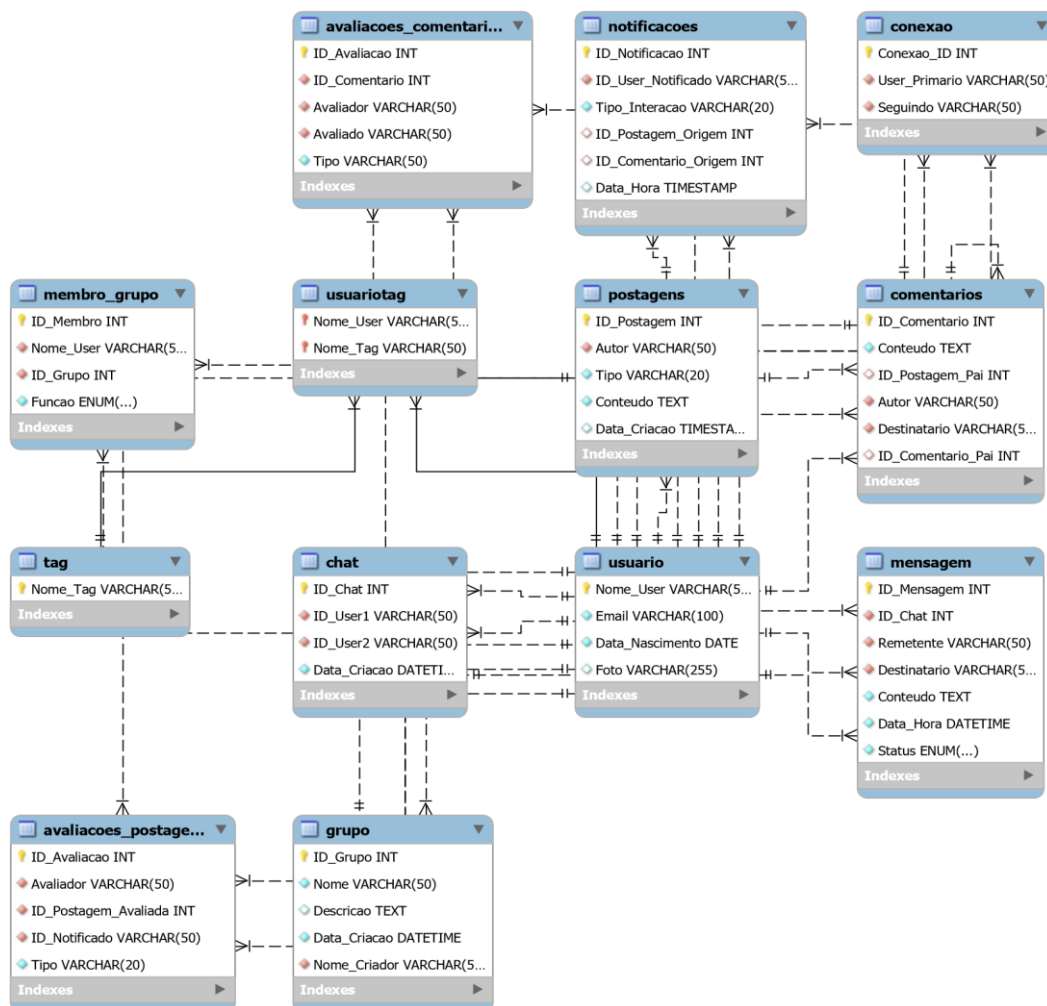 avaliacoes_comentari...
ID_Avaliacao INT
ID_Comentario INT
Avaliador VARCHAR(50)
Avaliado VARCHAR(50)
Tipo VARCHAR(50)
Indexes
notificacoes
ID_Notificacao INT
ID_User_Notificado VARCHAR(5...
Tipo_Interacao VARCHAR(20)
ID_Postagem_Origem INT
ID_Comentario_Origem INT
Data_Hora TIMESTAMP
Indexes
conexao
Conexao_ID INT
User_Primario VARCHAR(50)
Seguindo VARCHAR(50)
Indexes
membro_grupo
ID_Membro INT
Nome_User VARCHAR(5...
ID_Grupo INT
Funcao ENUM(...)
Indexes
usuariotag
Nome_User VARCHAR(5...
Nome_Tag VARCHAR(50)
Indexes
postagens
ID_Postagem INT
Autor VARCHAR(50)
Tipo VARCHAR(20)
Conteudo TEXT
Data_Criacao TIMESTA...
Indexes
comentarios
ID_Comentario INT
Conteudo TEXT
ID_Postagem_Pai INT
Autor VARCHAR(50)
Destinatario VARCHAR(5...
ID_Comentario_Pai INT
Indexes
tag
Nome_Tag VARCHAR(5...
Indexes
chat
ID_Chat INT
ID_User1 VARCHAR(50)
ID_User2 VARCHAR(50)
Data_Criacao DATETI...
Indexes
usuario
Nome_User VARCHAR(5...
Email VARCHAR(100)
Data_Nascimento DATE
Foto VARCHAR(255)
Indexes
mensagem
ID_Mensagem INT
ID_Chat INT
Remetente VARCHAR(50)
Destinatario VARCHAR(5...
Conteudo TEXT
Data_Hora DATETIME
Status ENUM(...)
Indexes
avaliacoes_postage...
ID_Avaliacao INT
Avaliador VARCHAR(50)
ID_Postagem_Avaliada INT
ID_Notificado VARCHAR(50)
Tipo VARCHAR(20)
Indexes
grupo
ID_Grupo INT
Nome VARCHAR(50)
Descricao TEXT
Data_Criacao DATETIME
Nome_Criador VARCHAR(5...
Indexes